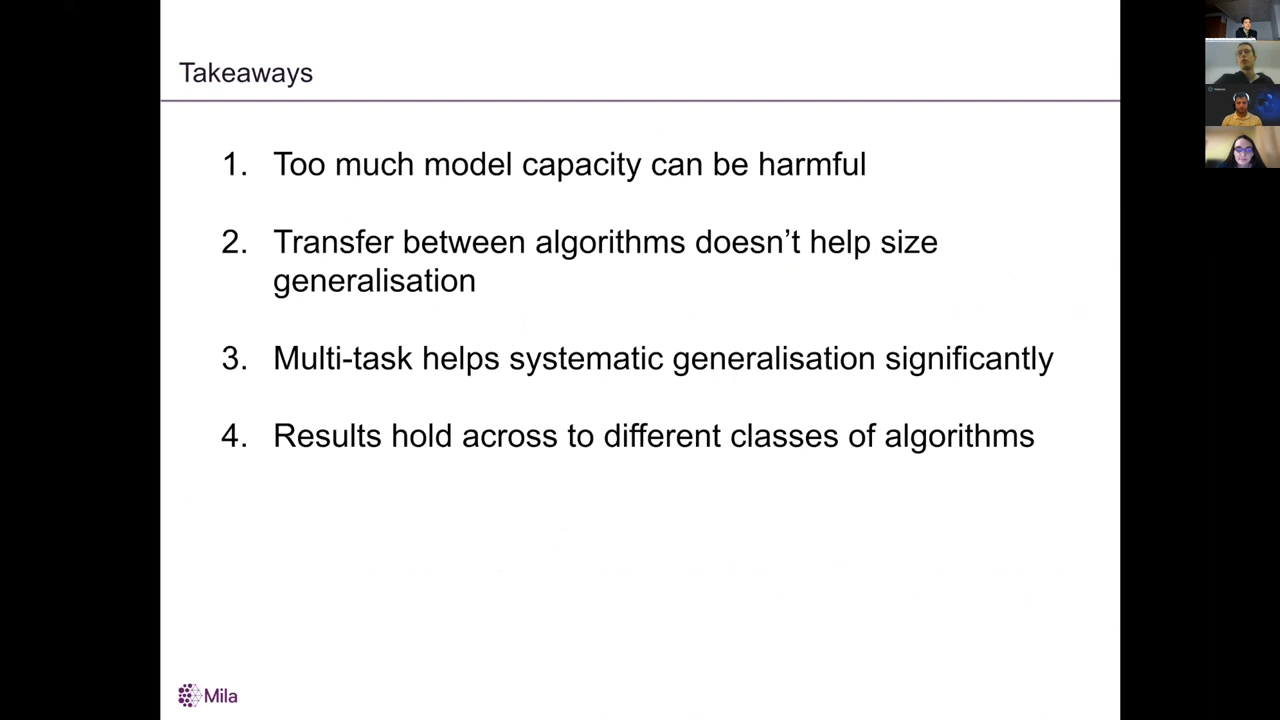 Takeaways
1. Too much model capacity can be harmful
2. Transfer between algorithms doesn’t help size
generalisation
3. Multi-task helps systematic generalisation significantly
4. Results hold across to different classes of algorithms
Mila